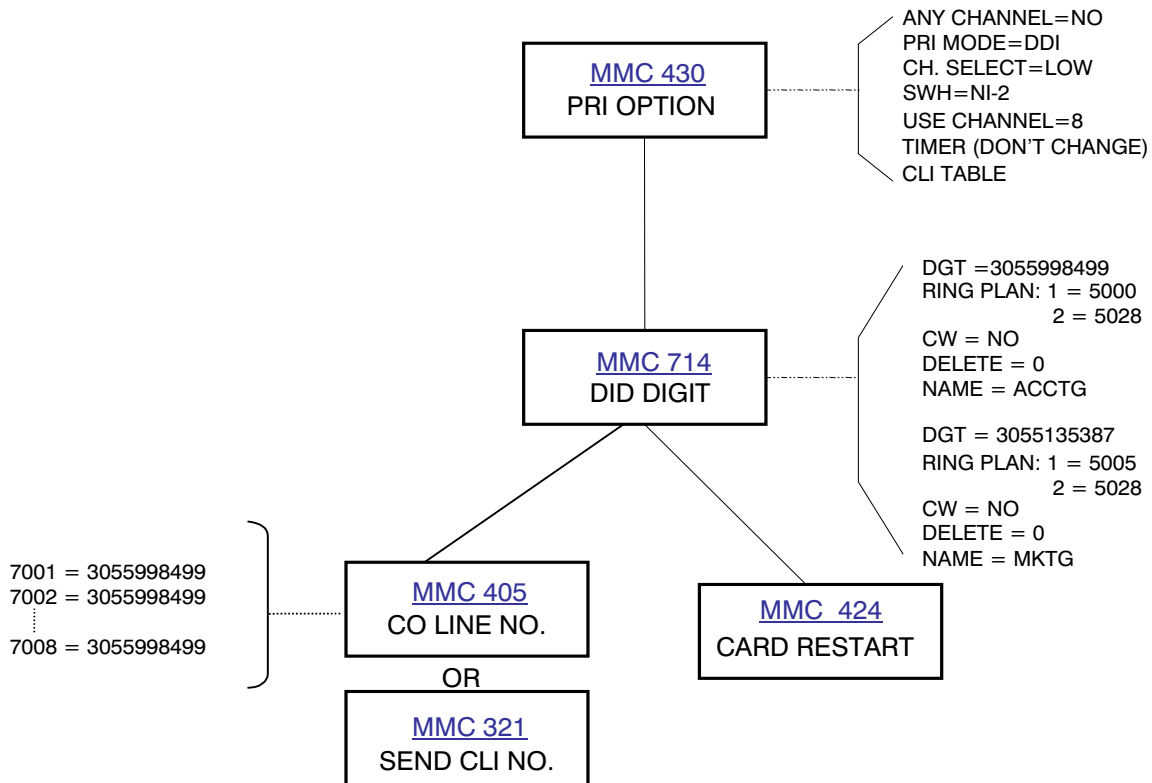 MMC 430
PRI OPTION
ANY CHANNEL=NO
PRI MODE=DDI
CH. SELECT=LOW
SWH=NI-2
USE CHANNEL=8
TIMER (DON'T CHANGE)
CLI TABLE
MMC 714
DID DIGIT
DGT =3055998499
RING PLAN: 1 = 5000
2 = 5028
CW = NO
DELETE = 0
NAME = ACCTG
DGT = 3055135387
RING PLAN: 1 = 5005
2 = 5028
CW = NO
DELETE = 0
NAME = MKTG
7001 = 3055998499
7002 = 3055998499
7008 = 3055998499
MMC 405
CO LINE NO.
OR
MMC 321
SEND CLI NO.
MMC 424
CARD RESTART